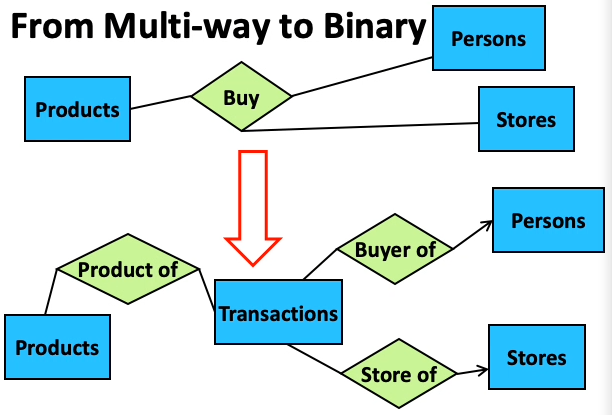 From Multi-way to Binary
Persons
Products
Buy
Stores
Persons
Buyer of
Product of
Transactions
Products
Stores
Store of